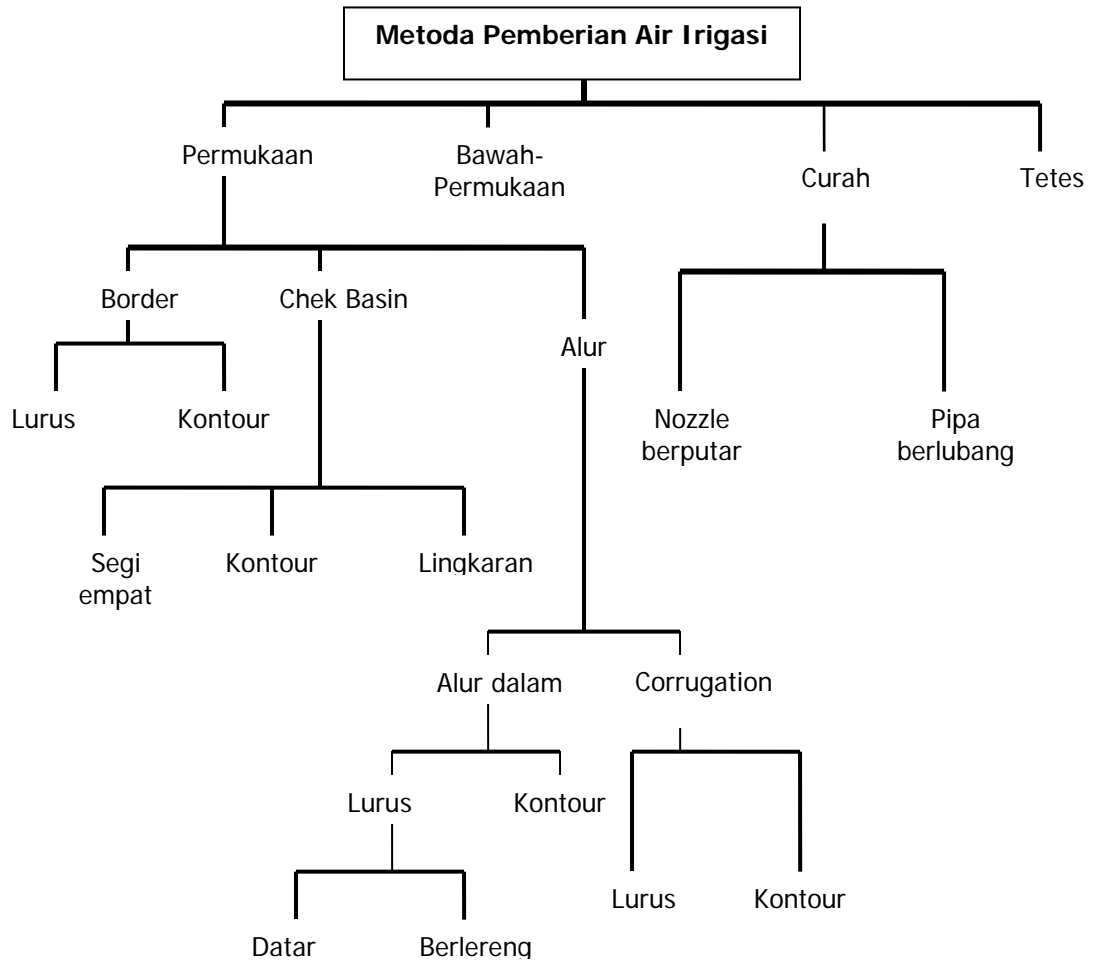 Metoda Pemberian Air Irigasi
Permukaan
Bawah-
Permukaan
Curah
Tetes
Border
Chek Basin
Alur
Lurus
Kontour
Nozzle
berputar
Pipa
berlubang
Segi
empat
Kontour
Lingkaran
Alur dalam
Corrugation
Lurus
Kontour
Lurus
Kontour
Datar
Berlereng